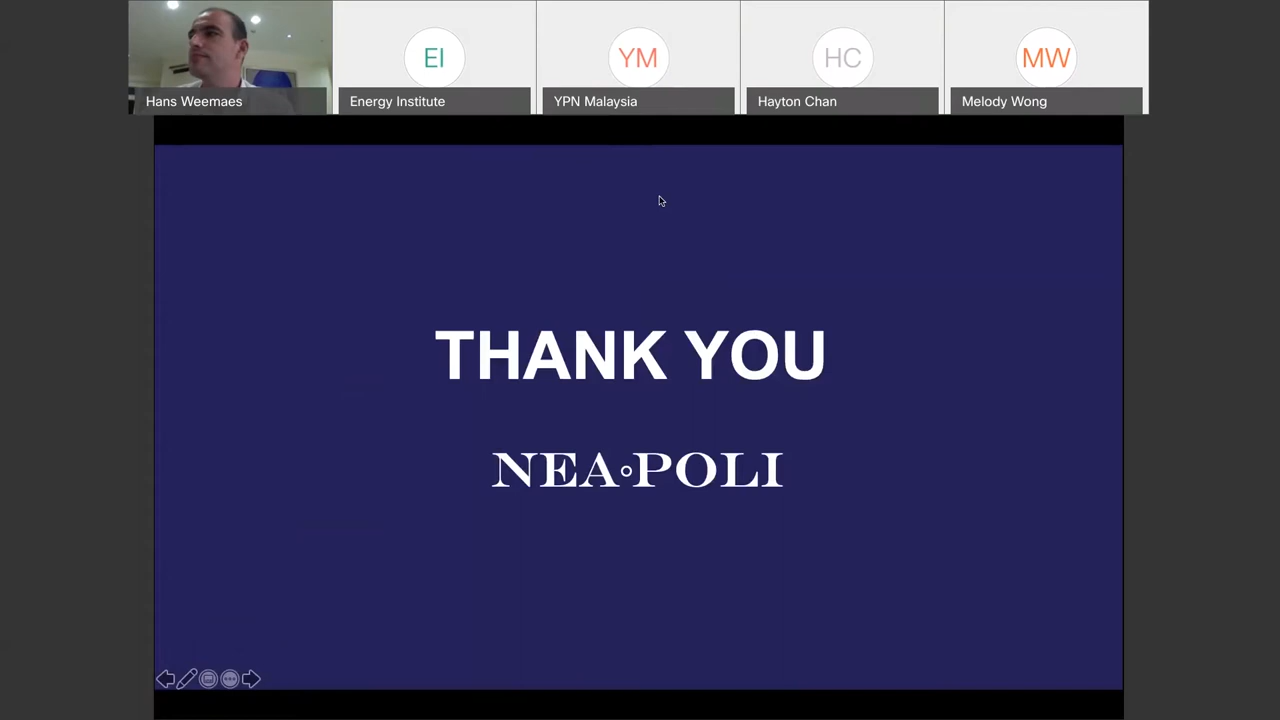 EI
YM
HC
MW
Hans Weemaes
Energy Institute
YPN Malaysia
Hayton Chan
Melody Wong
THANK YOU
NEA∘POLI